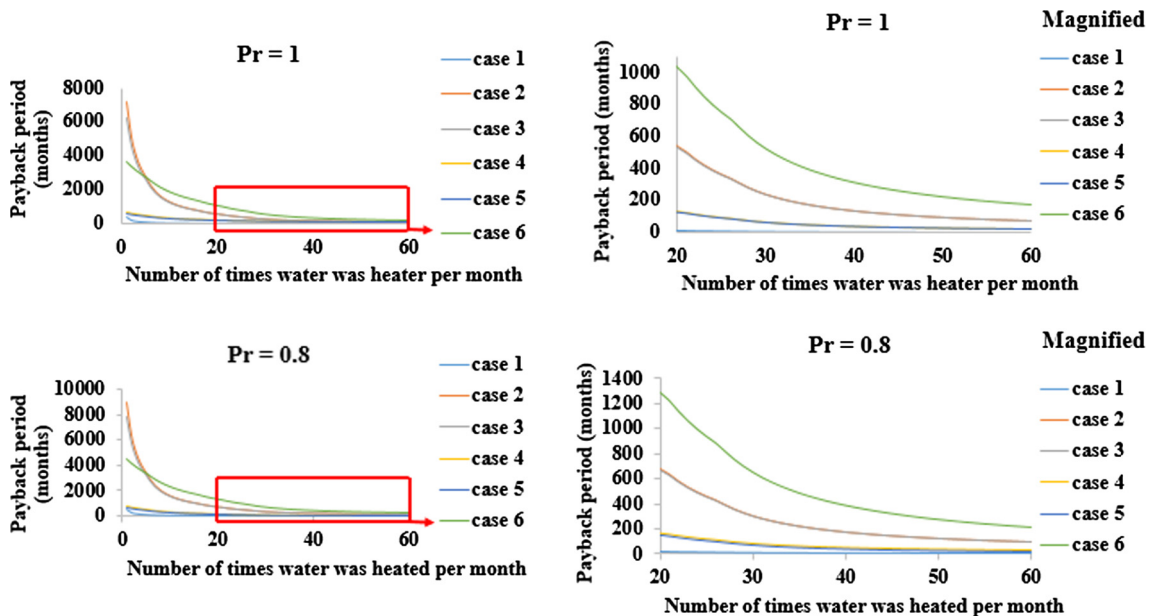 Pr = 1
Payback period
(months)
8000
6000
4000
2000
0
0
20
40
60
Number of times water was heater per month
case 1
case 2
case 3
case 4
case 5
case 6
Pr = 1
Magnified
Payback period (months)
1000
800
600
400
200
0
20
30
40
50
60
Number of times water was heater per month
case 1
case 2
case 3
case 4
case 5
case 6
Pr = 0.8
Payback period
(months)
10000
8000
6000
4000
2000
0
0
20
40
60
Number of times water was heated per month
case 1
case 2
case 3
case 4
case 5
case 6
Pr = 0.8
Magnified
Payback period (months)
1400
1200
1000
800
600
400
200
0
20
30
40
50
60
Number of times water was heated per month
case 1
case 2
case 3
case 4
case 5
case 6